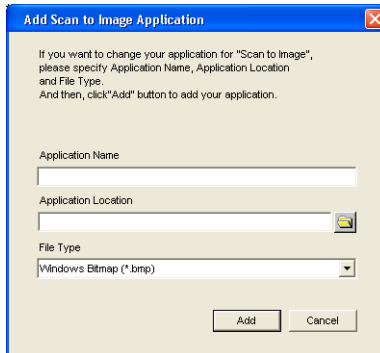 Add Scan to Image Application
If you want to change your application for "Scan to Image",
please specify Application Name, Application Location
and File Type.
And then, click"Add" button to add your application.
Application Name
Application Location
File Type
Windows Bitmap (*.bmp)
Add
Cancel